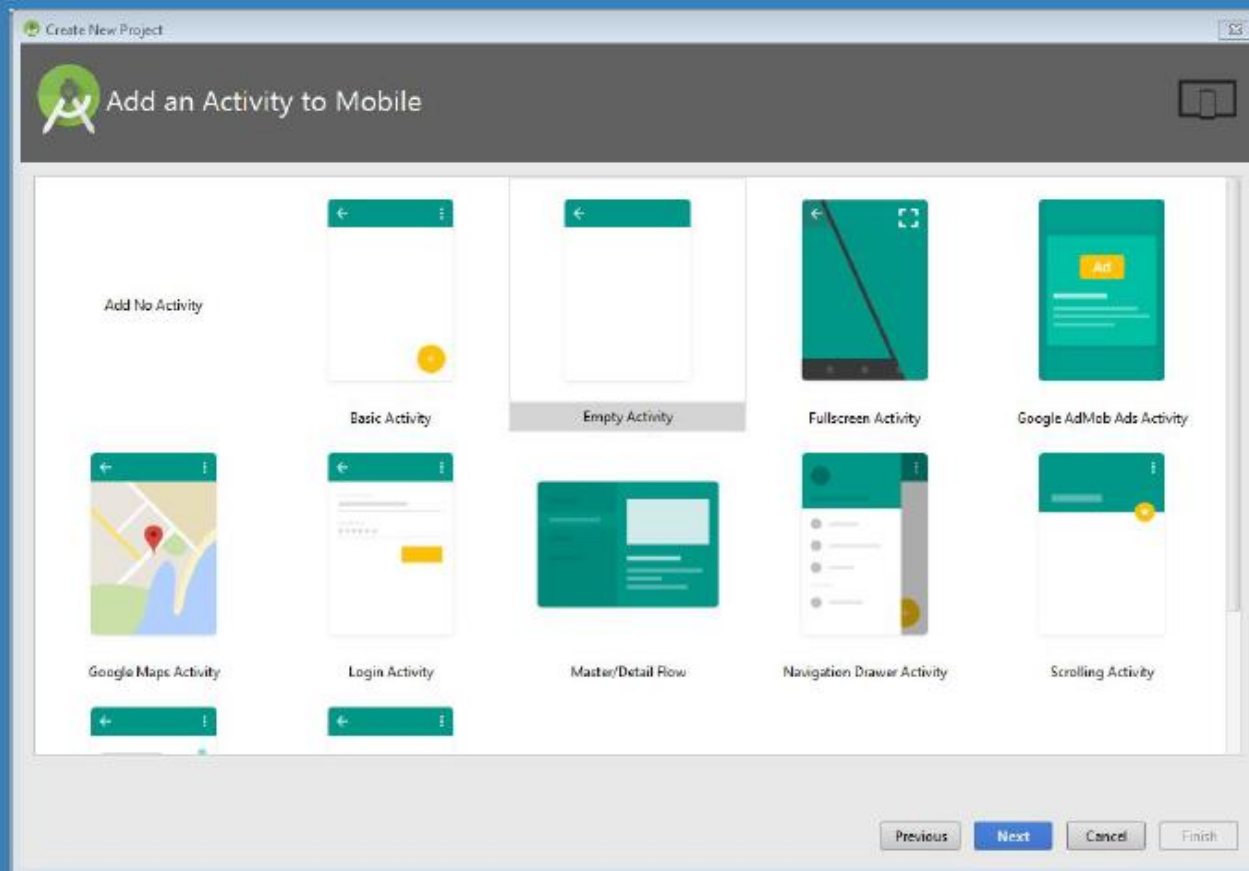 Create New Project
Add an Activity to Mobile
Add No Activity
Ad
Basic Activity
Empty Activity
Fullscreen Activity
Google AdMob Ads Activity
Google Maps Activity
Login Activity
Master/Detail Flow
Navigation Drawer Activity
Scrolling Activity
Previous
Next
Cancel
Finish